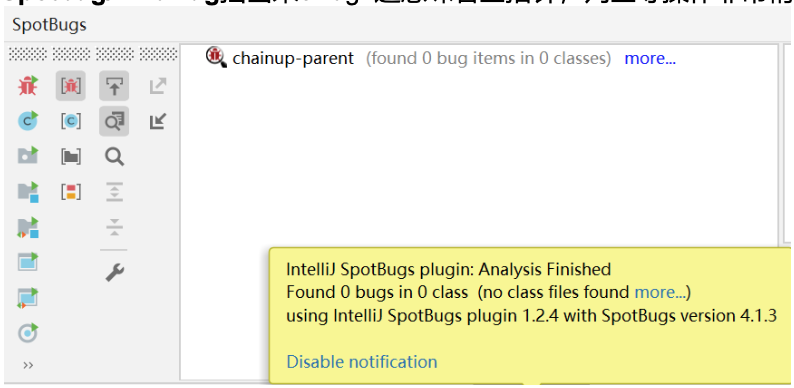 SpotBugs
chainup-parent (found 0 bug items in 0 classes) more...
IntelliJ SpotBugs plugin: Analysis Finished
Found 0 bugs in 0 class (no class files found more...)
using IntelliJ SpotBugs plugin 1.2.4 with SpotBugs version 4.1.3
Disable notification